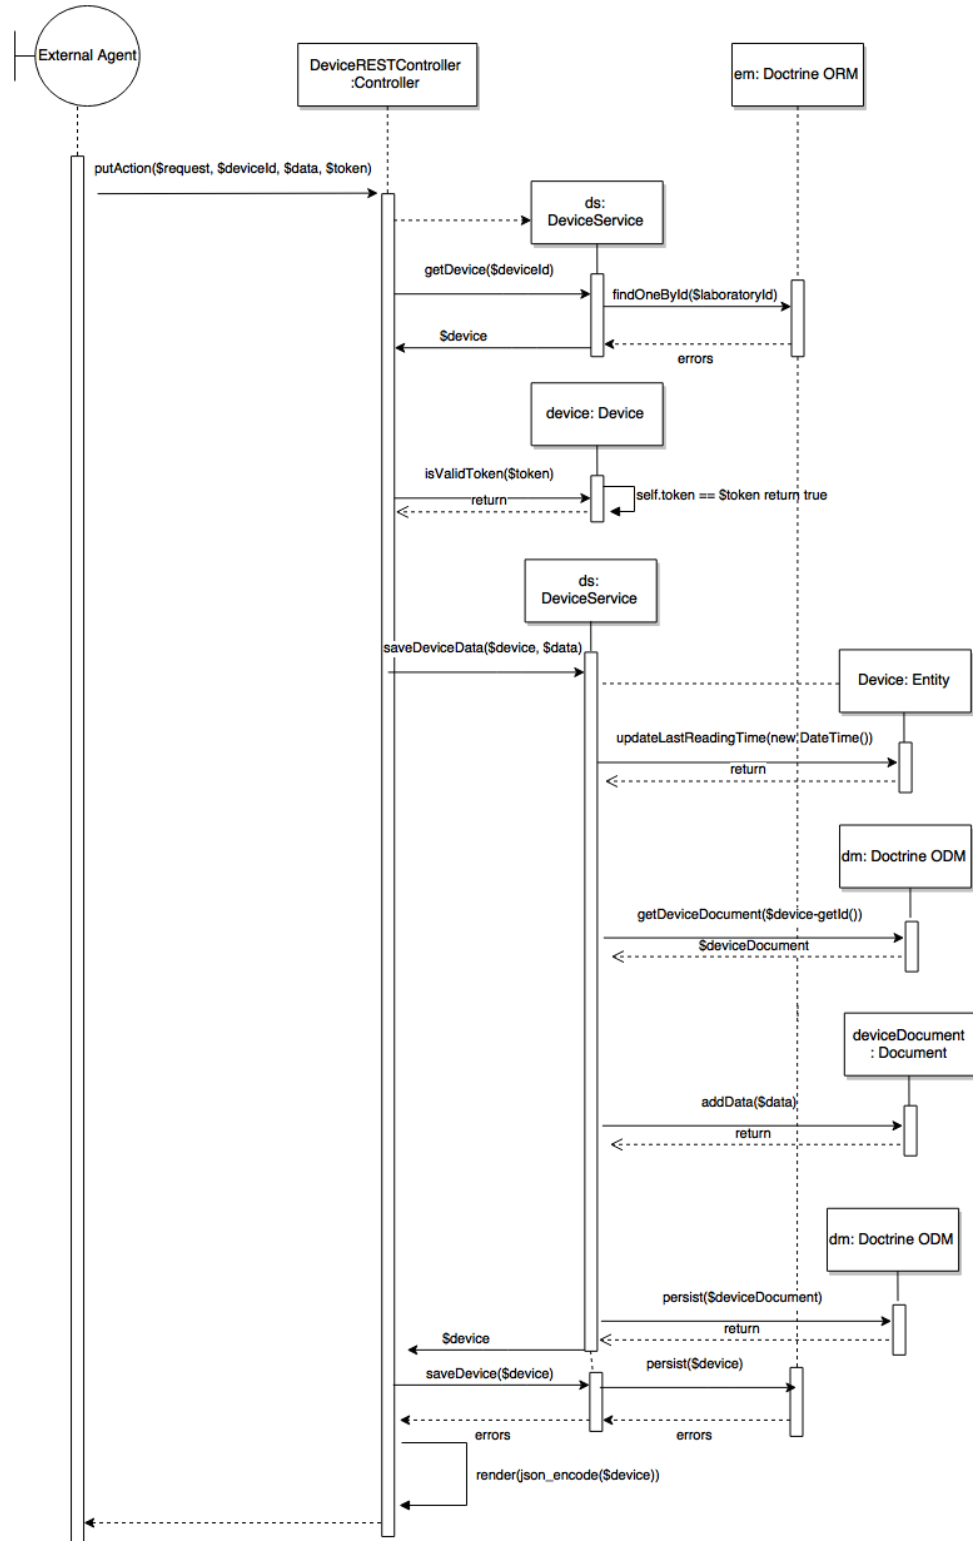 External Agent
DeviceRESTController
:Controller
em: Doctrine ORM
putAction($request, $deviceId, $data, $token)
ds:
DeviceService
getDevice($deviceId)
findOneById($laboratoryId)
$device
errors
device: Device
isValidToken($token)
self.token == $token return true
return
ds:
DeviceService
saveDeviceData($device, $data)
Device: Entity
updateLastReadingTime(new DateTime())
return
dm: Doctrine ODM
getDeviceDocument($device-getId())
$deviceDocument
deviceDocument
: Document
addData($data)
return
dm: Doctrine ODM
persist($deviceDocument)
return
$device
persist($device)
saveDevice($device)
errors
errors
render(json_encode($device))